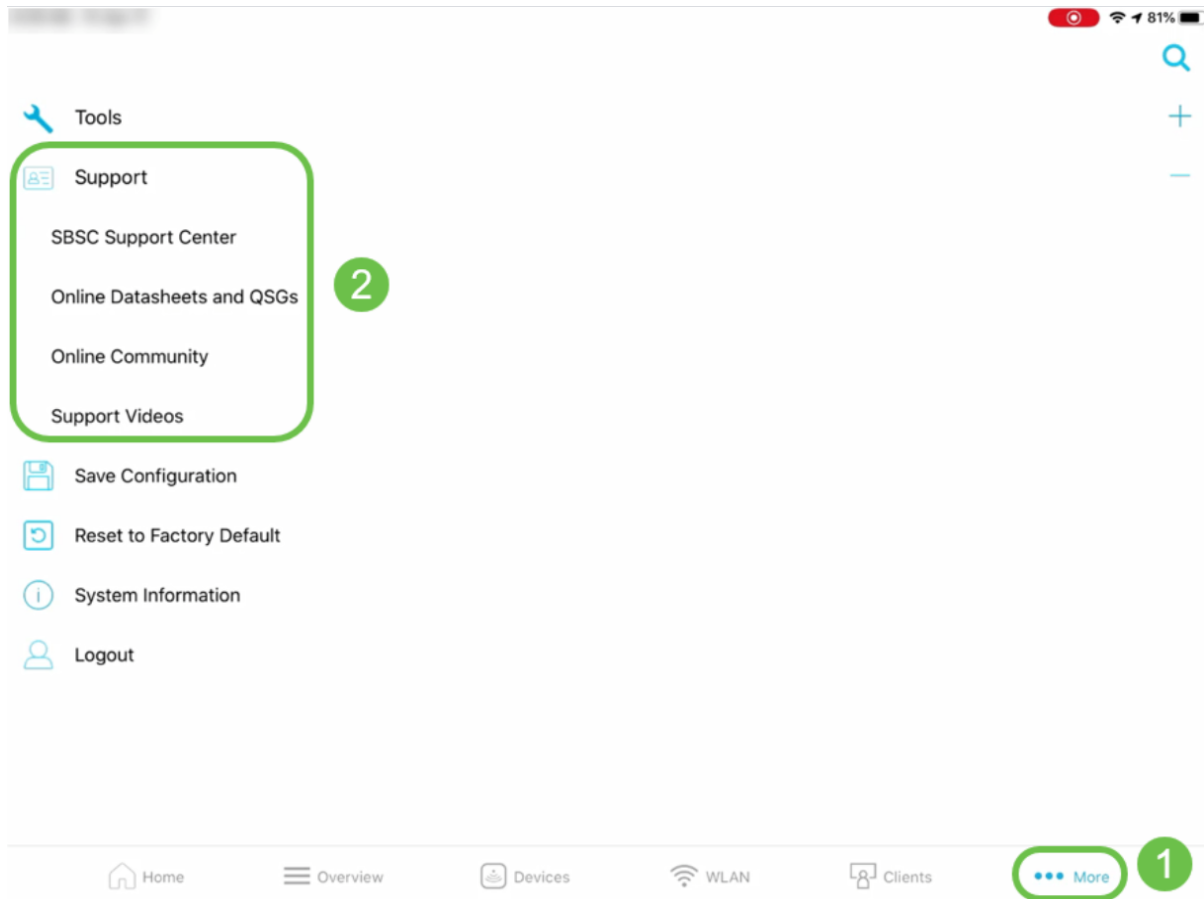 81%
Tools
Support
SBSC Support Center
Online Datasheets and QSGs
2
Online Community
Support Videos
Save Configuration
Reset to Factory Default
System Information
Logout
Home Overview Devices WLAN Clients More 1